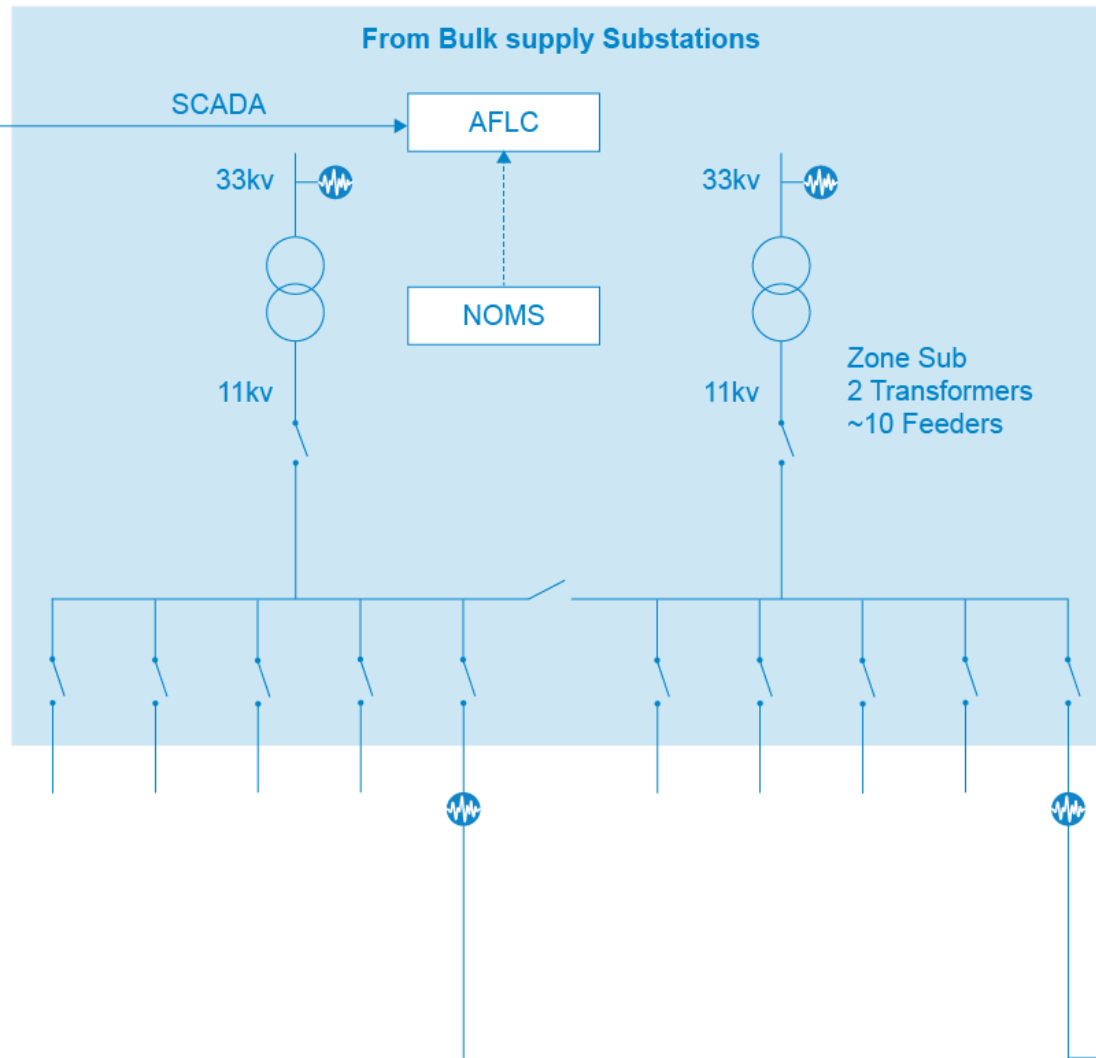 From Bulk supply Substations
SCADA
AFLC
33kv
33kv
NOMS
11kv
11kv
Zone Sub
2 Transformers
~10 Feeders